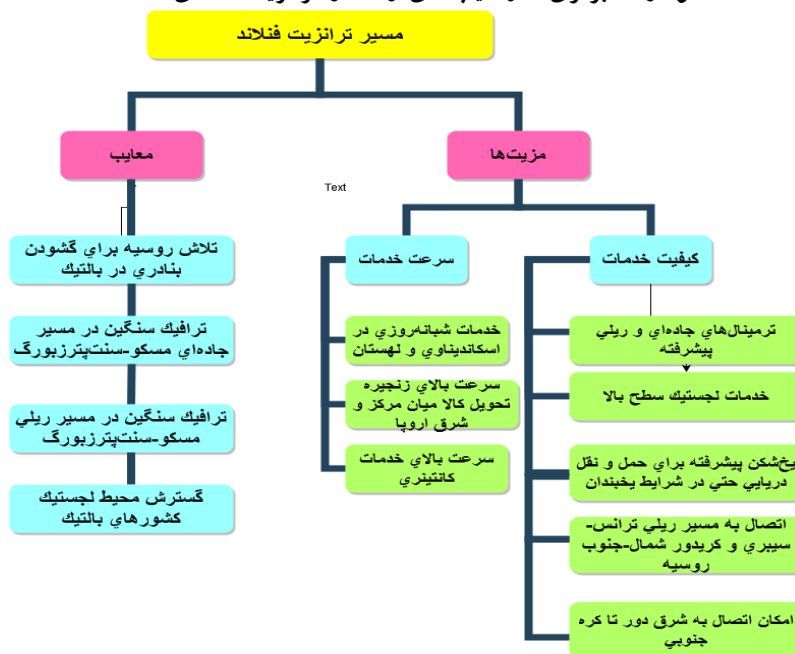 مسير ترانزيت فنلاند
مزيت‌ها
معايب
Text
كيفيت خدمات
ترمينال‌هاي جاده‌اي و ريلي
پيشرفته
خدمات لجستيك سطح بالا
يخ‌شكن پيشرفته براي حمل و نقل
دريايي حتي در شرايط يخبندان
اتصال به مسير ريلي ترانس-
سيبري و كريدور شمال-جنوب
روسيه
امكان اتصال به شرق دور تا كره
جنوبي
سرعت خدمات
خدمات شبانه‌روزي در
اسكانديناوي و لهستان
سرعت بالاي زنجيره
تحويل كالا ميان مركز و
شرق اروپا
سرعت بالاي خدمات
كانتينري
تلاش روسيه براي گشودن
بنادري در بالتيك
ترافيك سنگين در مسير
جاده‌اي مسكو-سنت‌پترزبورگ
ترافيك سنگين در مسير ريلي
مسكو-سنت‌پترزبورگ
گسترش محيط لجستيك
كشورهاي بالتيك